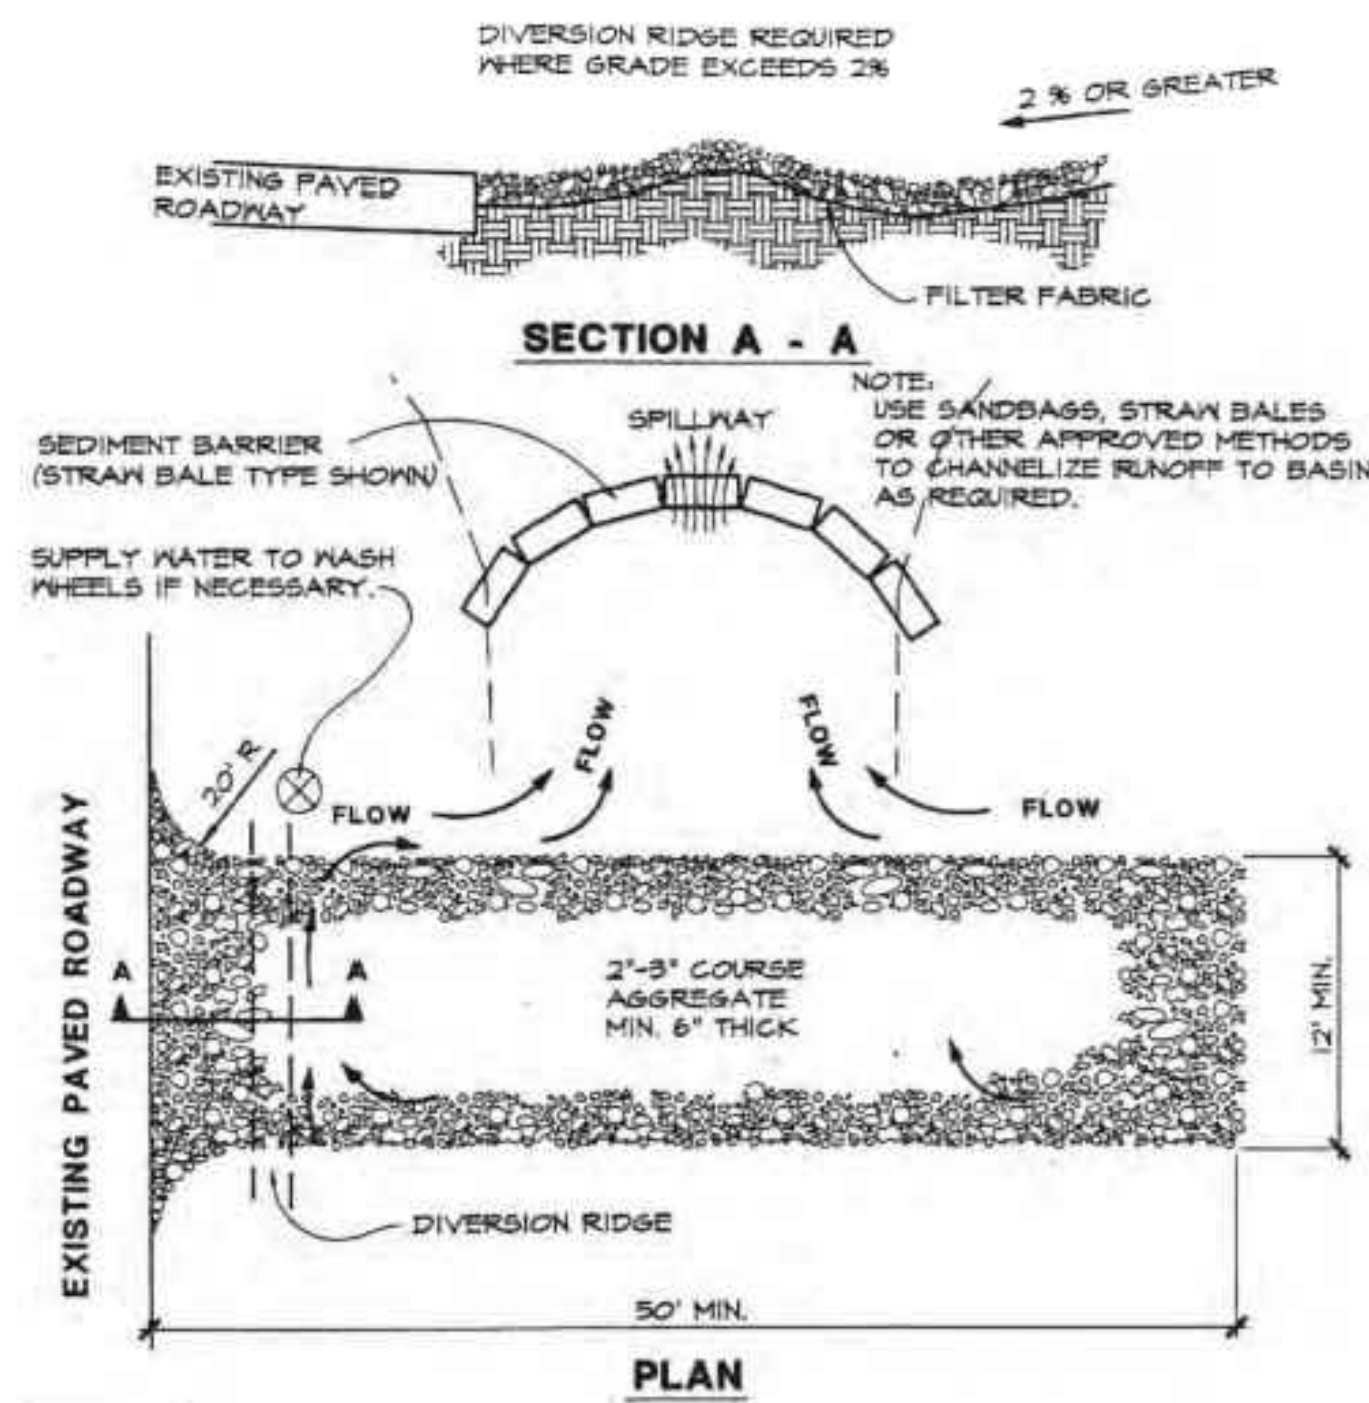 DIVERSION RIDGE REQUIRED
WHERE GRADE EXCEEDS 2%
2 % OR GREATER
EXISTING PAVED
ROADWAY
FILTER FABRIC
SECTION A - A
NOTE:
USE SANDBAGS, STRAW BALES
OR OTHER APPROVED METHODS
TO CHANNELIZE RUNOFF TO BASIN
AS REQUIRED.
SPILLWAY
SEDIMENT BARRIER
(STRAW BALE TYPE SHOWN)
SUPPLY WATER TO WASH
WHEELS IF NECESSARY.
FLOW
FLOW
20' R
FLOW
FLOW
EXISTING PAVED ROADWAY
A
A
2"-3" COURSE
AGGREGATE
MIN. 6" THICK
12' MIN.
DIVERSION RIDGE
50' MIN.
PLAN